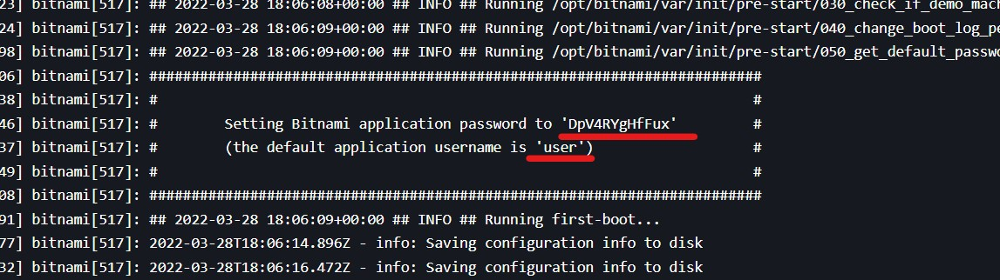 23] bitnami[517]: ## 2022-03-28 18:06:08+00:00 ## INFO ## Running /opt/bitnami/var/init/pre-start/030_check_if_demo_mach
24] bitnami[517]: ## 2022-03-28 18:06:09+00:00 ## INFO ## Running /opt/bitnami/var/init/pre-start/040_change_boot_log_pe
98] bitnami[517]: ## 2022-03-28 18:06:09+00:00 ## INFO ## Running /opt/bitnami/var/init/pre-start/050_get_default_passwo
06] bitnami[517]: ########################################################################
38] bitnami[517]: # #
46] bitnami[517]: # Setting Bitnami application password to 'DpV4RYgHfFux' #
37] bitnami[517]: # (the default application username is 'user') #
49] bitnami[517]: # #
08] bitnami[517]: ########################################################################
91] bitnami[517]: ## 2022-03-28 18:06:09+00:00 ## INFO ## Running first-boot...
77] bitnami[517]: 2022-03-28T18:06:14.896Z - info: Saving configuration info to disk
32] bitnami[517]: 2022-03-28T18:06:16.472Z - info: Saving configuration info to disk